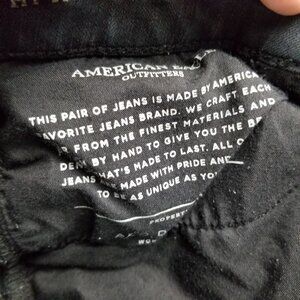 AMERICAN
OUTFITTERS
THIS PAIR OF JEANS IS MADE BY AMERICA
FAVORITE JEANS BRAND. WE CRAFT EACH
FROM THE FINEST MATERIALS AND
BY HAND TO GIVE YOU THE
JEANS THAT'S MADE TO LAST. ALL
MADE WITH PRIDE AND
TO BE AS UNIQUE AS YOU
PROPERTY